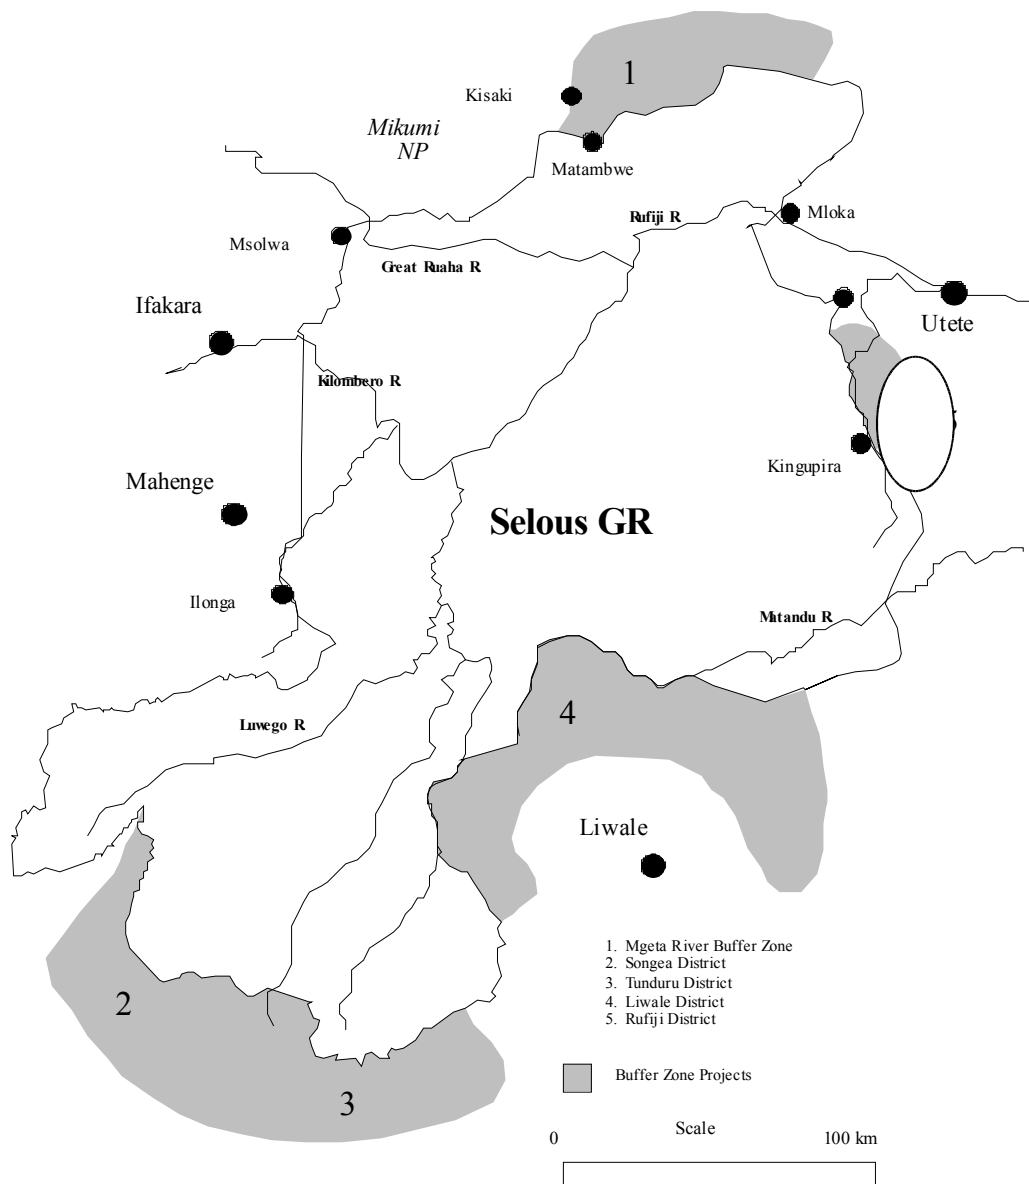 1
Kisaki
Mikumi
NP
Matambwe
Rufiji R
Mloka
Msolwa
Great Ruaha R
Ifakara
Utete
Kilombero R
Kingupira
Mahenge
Selous GR
Ilonga
Matandu R
4
Luwego R
Liwale
1. Mgeta River Buffer Zone
2. Songea District
3. Tunduru District
4. Liwale District
5. Rufiji District
2
Buffer Zone Projects
3
Scale
0 100 km